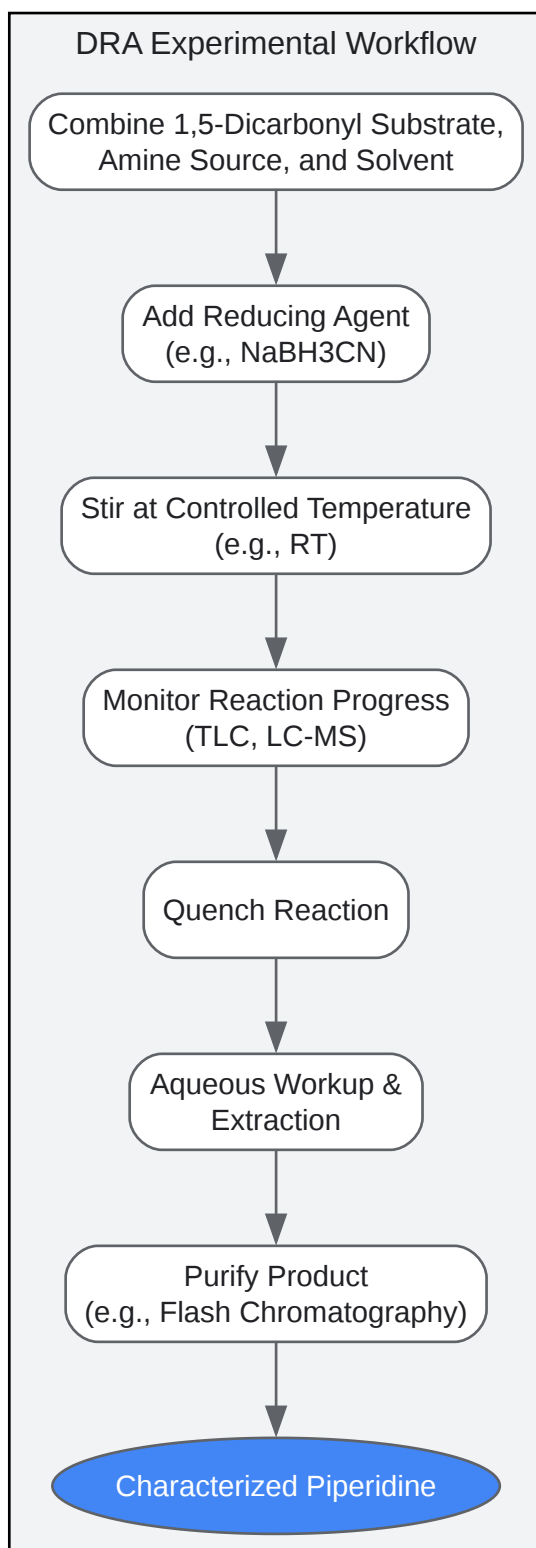 DRA Experimental Workflow
Combine 1,5-Dicarbonyl Substrate,
Amine Source, and Solvent
Add Reducing Agent
(e.g., NaBH3CN)
Stir at Controlled Temperature
(e.g., RT)
Monitor Reaction Progress
(TLC, LC-MS)
Quench Reaction
Aqueous Workup &
Extraction
Purify Product
(e.g., Flash Chromatography)
Characterized Piperidine